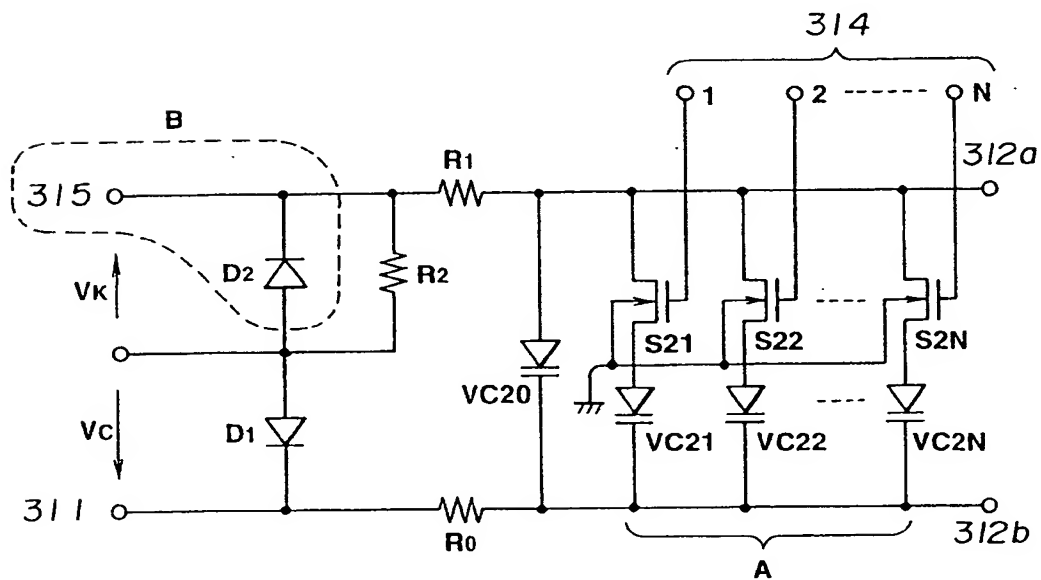 314
1 2 N
B
R1
312a
315
D2
R2
VK
S21 S22 S2N
VC20
VC D1
VC21 VC22 VC2N
311
R0
312b
A